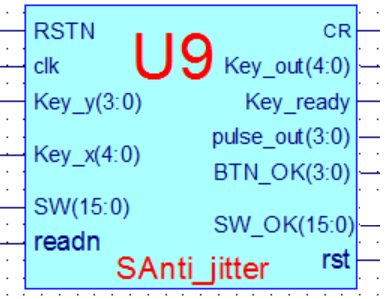 RSTN
CR
U9
clk
Key_out(4:0)
Key_y(3:0)
Key_ready
pulse_out(3:0)
Key_x(4:0)
BTN_OK(3:0)
SW(15:0)
SW_OK(15:0)
readn
rst
SAnti_jitter